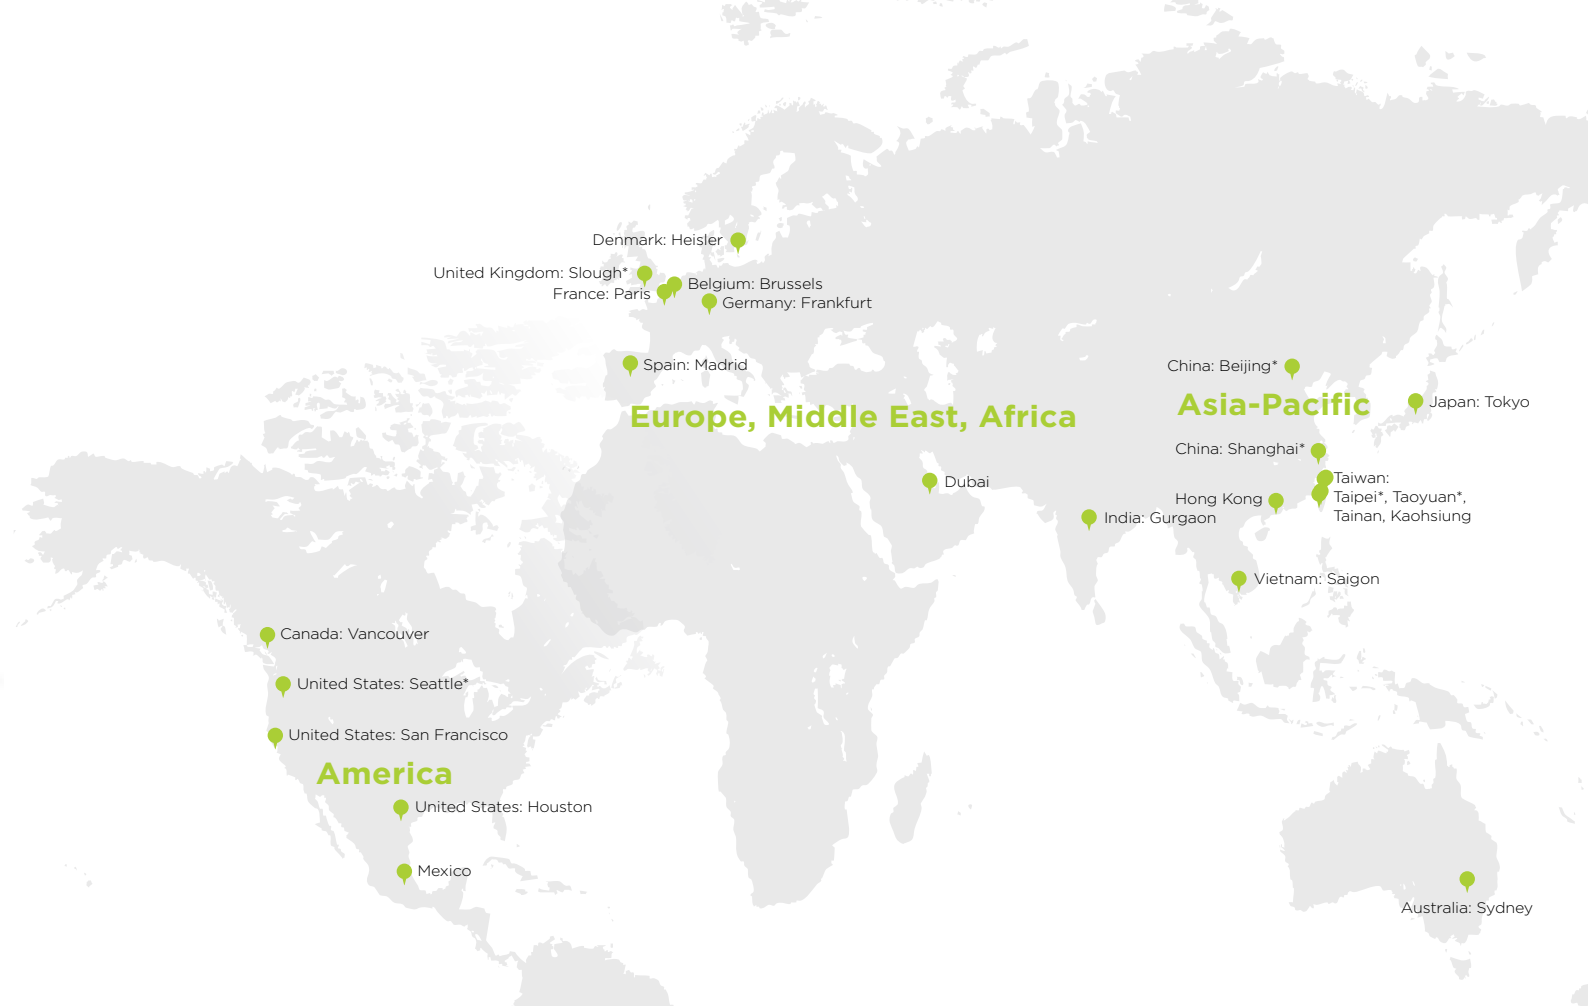 Denmark: Heisler
United Kingdom: Slough*
Belgium: Brussels
France: Paris
Germany: Frankfurt
Spain: Madrid
Europe, Middle East, Africa
Dubai
China: Beijing*
Asia-Pacific
Japan: Tokyo
China: Shanghai*
Taiwan:
Taipei*, Taoyuan*,
Tainan, Kaohsiung
Hong Kong
India: Gurgaon
Vietnam: Saigon
Canada: Vancouver
United States: Seattle*
United States: San Francisco
America
United States: Houston
Mexico
Australia: Sydney